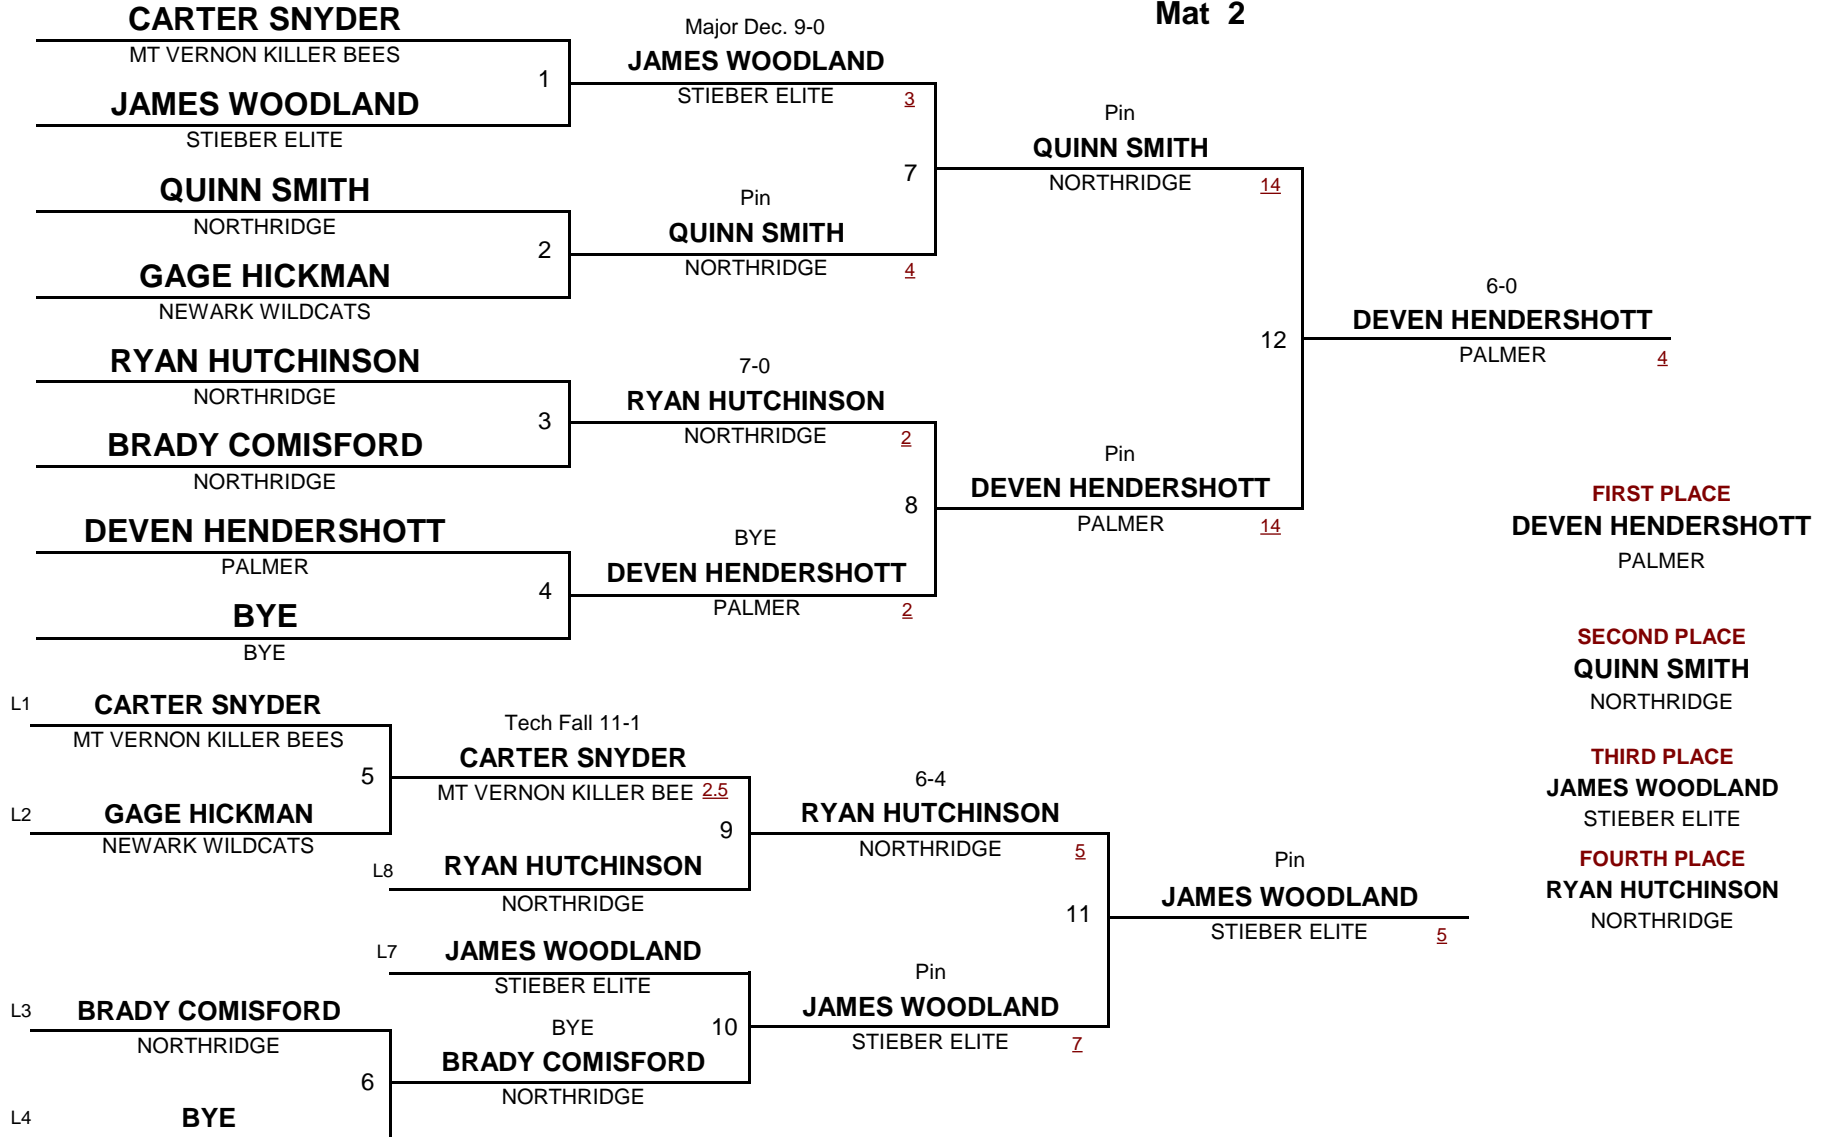 Mat 2
CARTER SNYDER
MT VERNON KILLER BEES
1
JAMES WOODLAND
STIEBER ELITE
Major Dec. 9-0
JAMES WOODLAND
STIEBER ELITE 3
QUINN SMITH
NORTHRIDGE
2
GAGE HICKMAN
NEWARK WILDCATS
Pin
QUINN SMITH
NORTHRIDGE 4
7
Pin
QUINN SMITH
NORTHRIDGE 14
RYAN HUTCHINSON
NORTHRIDGE
3
BRADY COMISFORD
NORTHRIDGE
7-0
RYAN HUTCHINSON
NORTHRIDGE 2
DEVEN HENDERSHOTT
PALMER
4
BYE
BYE
BYE
DEVEN HENDERSHOTT
PALMER 2
8
Pin
DEVEN HENDERSHOTT
PALMER 14
12
6-0
DEVEN HENDERSHOTT
PALMER 4
L1 CARTER SNYDER
MT VERNON KILLER BEES
5
L2 GAGE HICKMAN
NEWARK WILDCATS
Tech Fall 11-1
CARTER SNYDER
MT VERNON KILLER BEE 2.5
9
L8 RYAN HUTCHINSON
NORTHRIDGE
6-4
RYAN HUTCHINSON
NORTHRIDGE 5
L7 JAMES WOODLAND
STIEBER ELITE
L3 BRADY COMISFORD
NORTHRIDGE
6
L4 BYE
BYE
10
BRADY COMISFORD
NORTHRIDGE
Pin
JAMES WOODLAND
STIEBER ELITE 7
11
Pin
JAMES WOODLAND
STIEBER ELITE 5
FIRST PLACE
DEVEN HENDERSHOTT
PALMER
SECOND PLACE
QUINN SMITH
NORTHRIDGE
THIRD PLACE
JAMES WOODLAND
STIEBER ELITE
FOURTH PLACE
RYAN HUTCHINSON
NORTHRIDGE